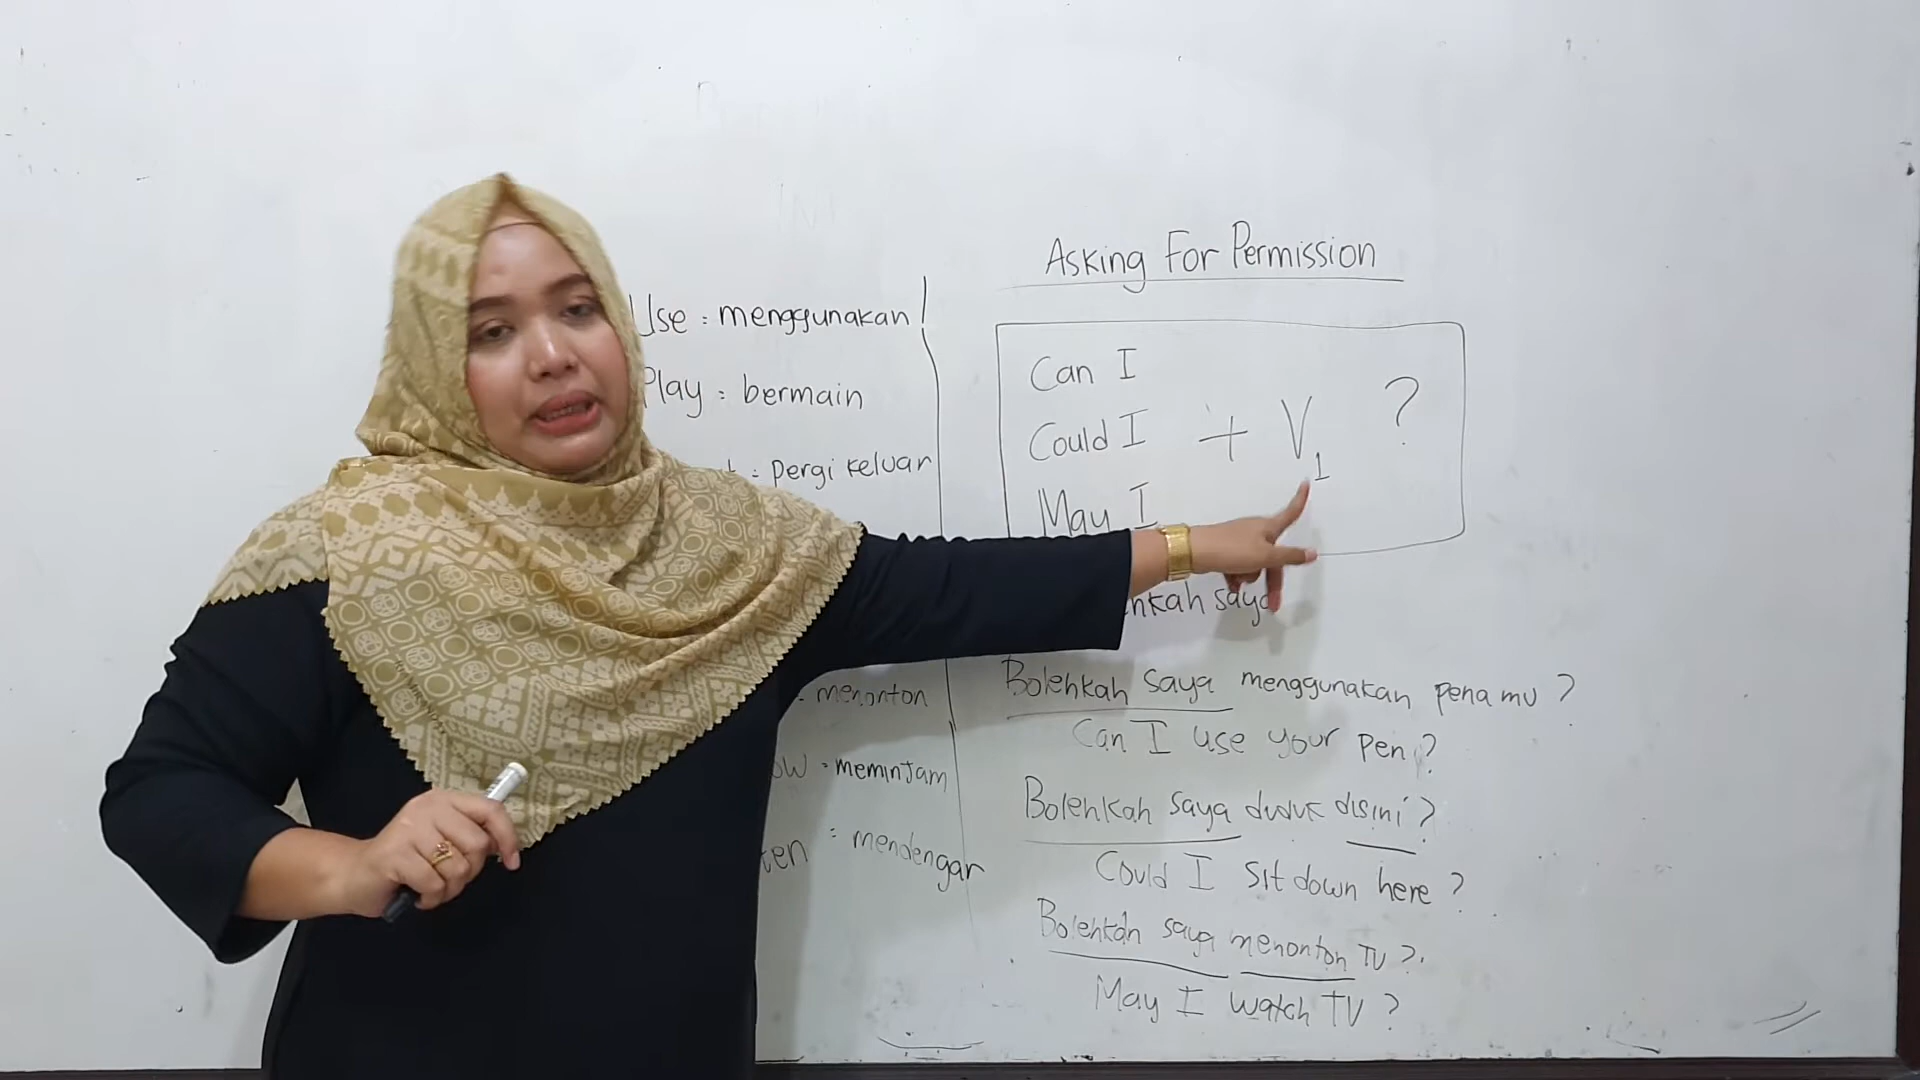 Use : menggunakan
Play : bermain
: pergi keluar
: menonton
ow : meminjam
ten : mendengar
Asking For Permission
Can I
Could I + V1 ?
May I
hkah saya
Bolehkah saya menggunakan pena mu ?
Can I use your pen ?
Bolehkah saya duduk disini ?
Could I sit down here ?
Bolehkah saya menonton TV ?
May I watch TV ?